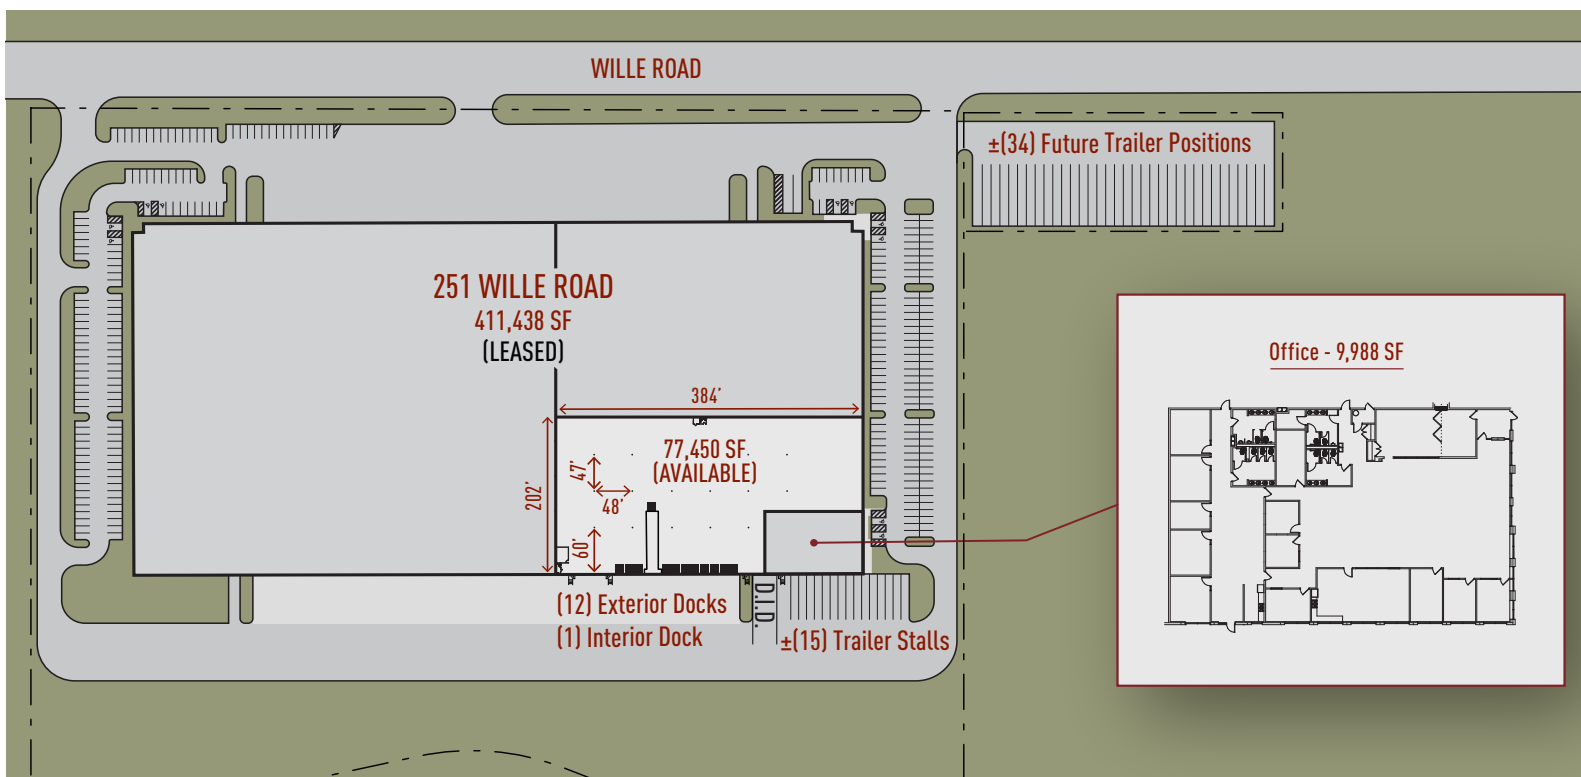 WILLE ROAD
±(34) Future Trailer Positions
251 WILLE ROAD
411,438 SF
(LEASED)
384'
77,450 SF
(AVAILABLE)
202'
47'
48'
60'
(12) Exterior Docks
(1) Interior Dock
D.I.D.
±(15) Trailer Stalls
Office - 9,988 SF